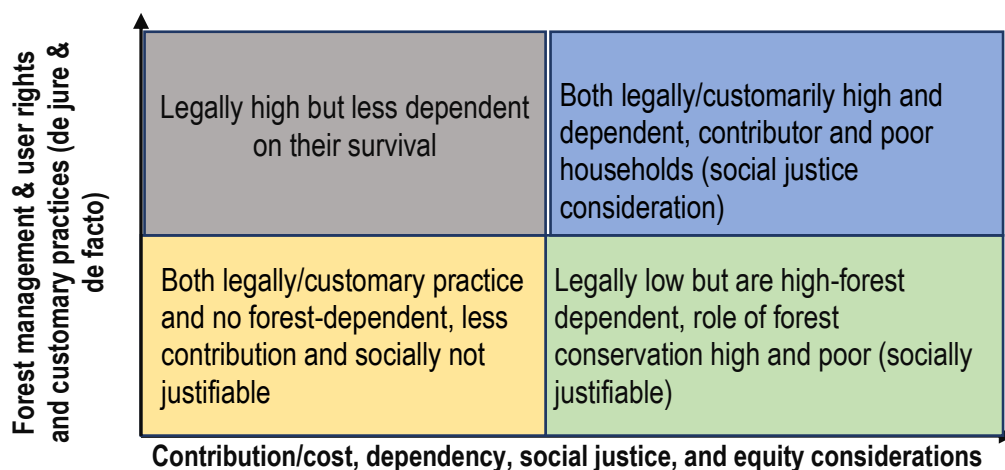 Forest management & user rights
and customary practices (de jure &
de facto)
Legally high but less dependent
on their survival
Both legally/customarily high and
dependent, contributor and poor
households (social justice
consideration)
Both legally/customary practice
and no forest-dependent, less
contribution and socially not
justifiable
Legally low but are high-forest
dependent, role of forest
conservation high and poor (socially
justifiable)
Contribution/cost, dependency, social justice, and equity considerations